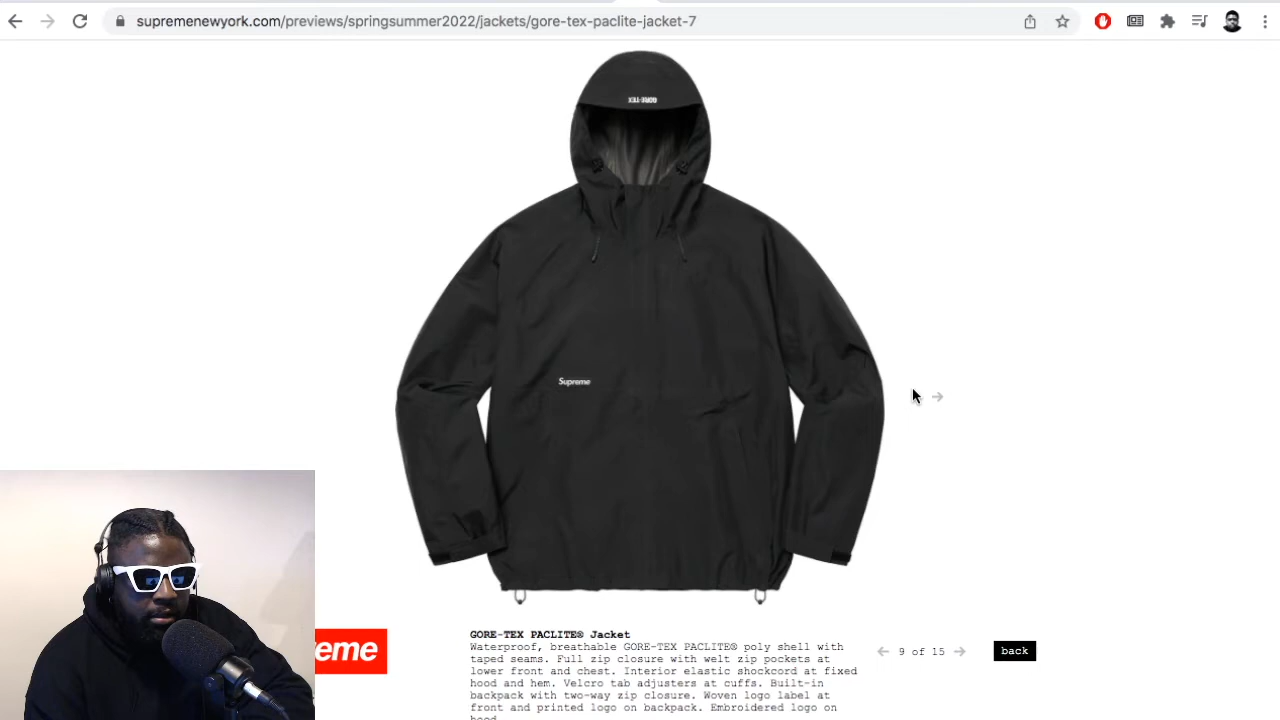 supremenewyork.com/previews/springsummer2022/jackets/gore-tex-paclite-jacket-7
GORE-TEX
Supreme
eme
GORE-TEX PACLITE® Jacket
Waterproof, breathable GORE-TEX PACLITE® poly shell with
taped seams. Full zip closure with welt zip pockets at
lower front and chest. Interior elastic shockcord at fixed
hood and hem. Velcro tab adjusters at cuffs. Built-in
backpack with two-way zip closure. Woven logo label at
front and printed logo on backpack. Embroidered logo on
hood.
9 of 15
back